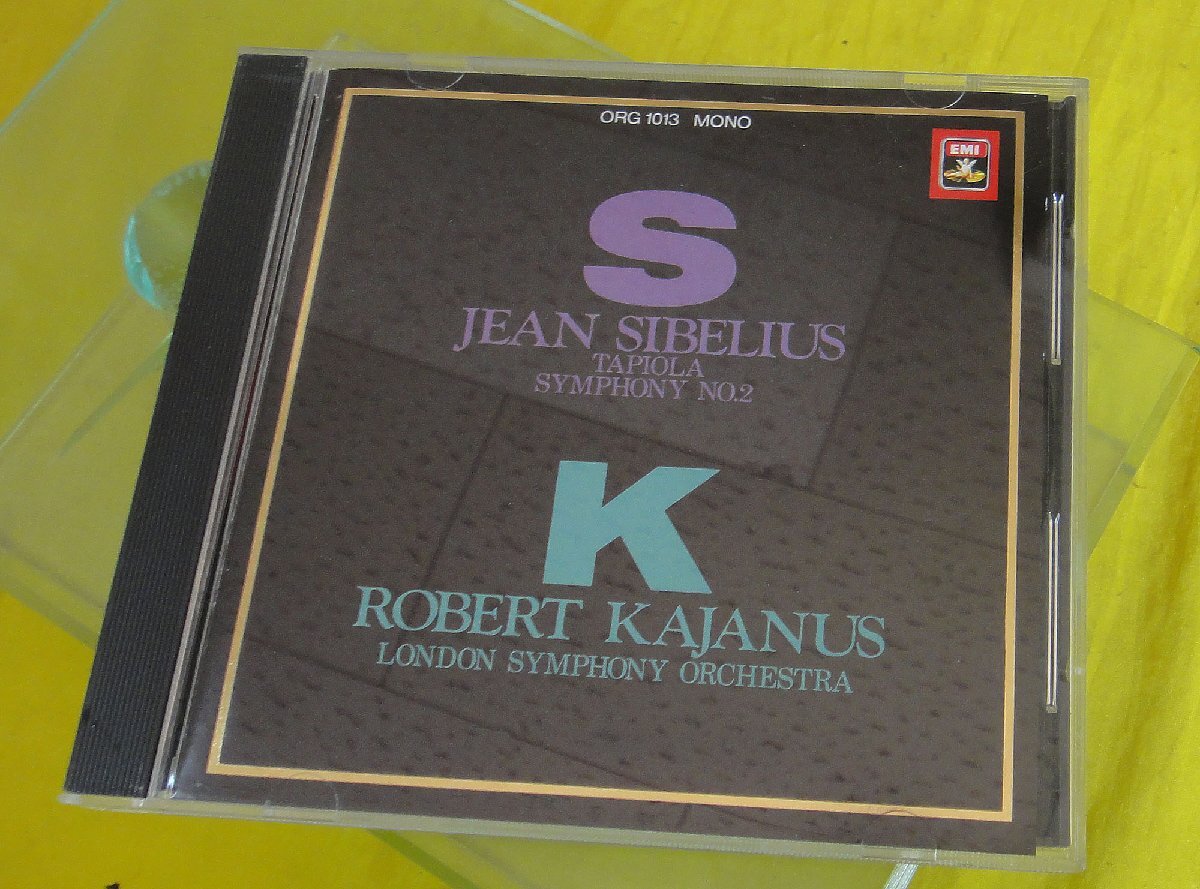 ORG 1013 MONO
EMI
S
JEAN SIBELIUS
TAPIOLA
SYMPHONY NO.2
K
ROBERT KAJANUS
LONDON SYMPHONY ORCHESTRA